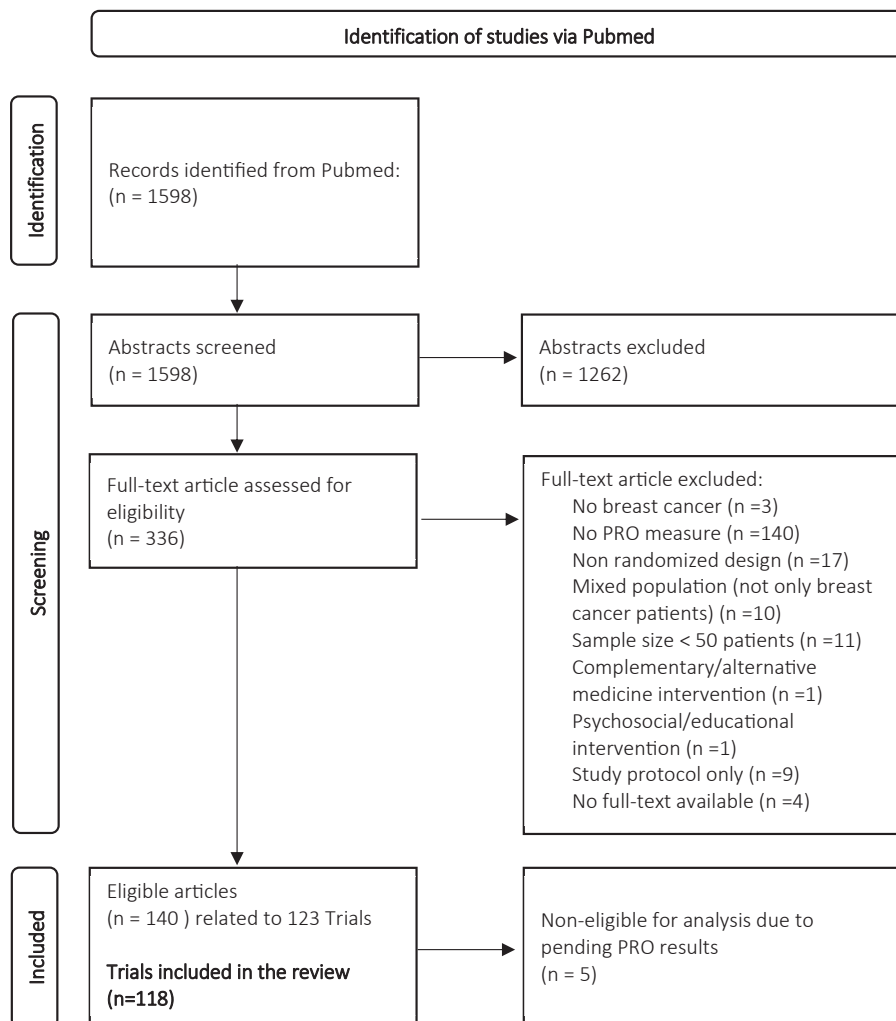 Identification of studies via Pubmed
Identification
Records identified from Pubmed:
(n = 1598)
Screening
Abstracts screened
(n = 1598)
Abstracts excluded
(n = 1262)
Full-text article assessed for
eligibility
(n = 336)
Full-text article excluded:
No breast cancer (n =3)
No PRO measure (n =140)
Non randomized design (n =17)
Mixed population (not only breast
cancer patients) (n =10)
Sample size < 50 patients (n =11)
Complementary/alternative
medicine intervention (n =1)
Psychosocial/educational
intervention (n =1)
Study protocol only (n =9)
No full-text available (n =4)
Included
Eligible articles
(n = 140 ) related to 123 Trials
Trials included in the review
(n=118)
Non-eligible for analysis due to
pending PRO results
(n = 5)